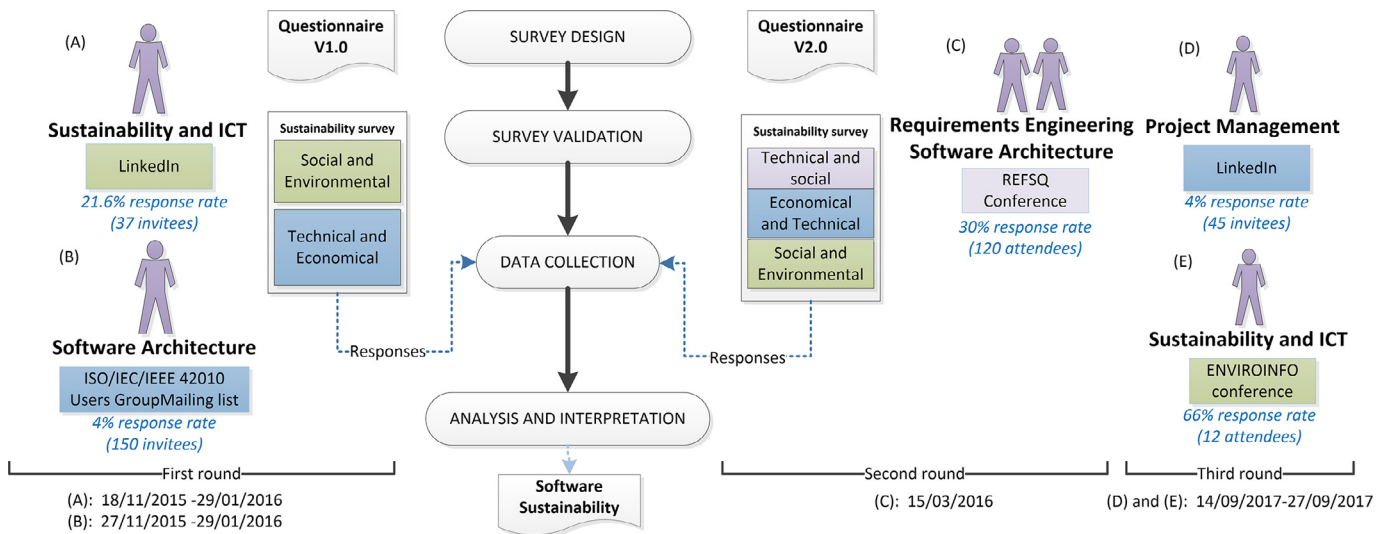 (A)
Sustainability and ICT
LinkedIn
21.6% response rate
(37 invitees)
(B)
Software Architecture
ISO/IEC/IEEE 42010
Users GroupMailing list
4% response rate
(150 invitees)
First round
(A): 18/11/2015 -29/01/2016
(B): 27/11/2015 -29/01/2016
Questionnaire
V1.0
Sustainability survey
Social and
Environmental
Technical and
Economical
Responses
SURVEY DESIGN
SURVEY VALIDATION
DATA COLLECTION
ANALYSIS AND INTERPRETATION
Software
Sustainability
Questionnaire
V2.0
Sustainability survey
Technical and
social
Economical
and Technical
Social and
Environmental
Responses
(C)
Requirements Engineering
Software Architecture
REFSQ
Conference
30% response rate
(120 attendees)
Second round
(C): 15/03/2016
(D)
Project Management
LinkedIn
4% response rate
(45 invitees)
(E)
Sustainability and ICT
ENVIROINFO
conference
66% response rate
(12 attendees)
Third round
(D) and (E): 14/09/2017-27/09/2017